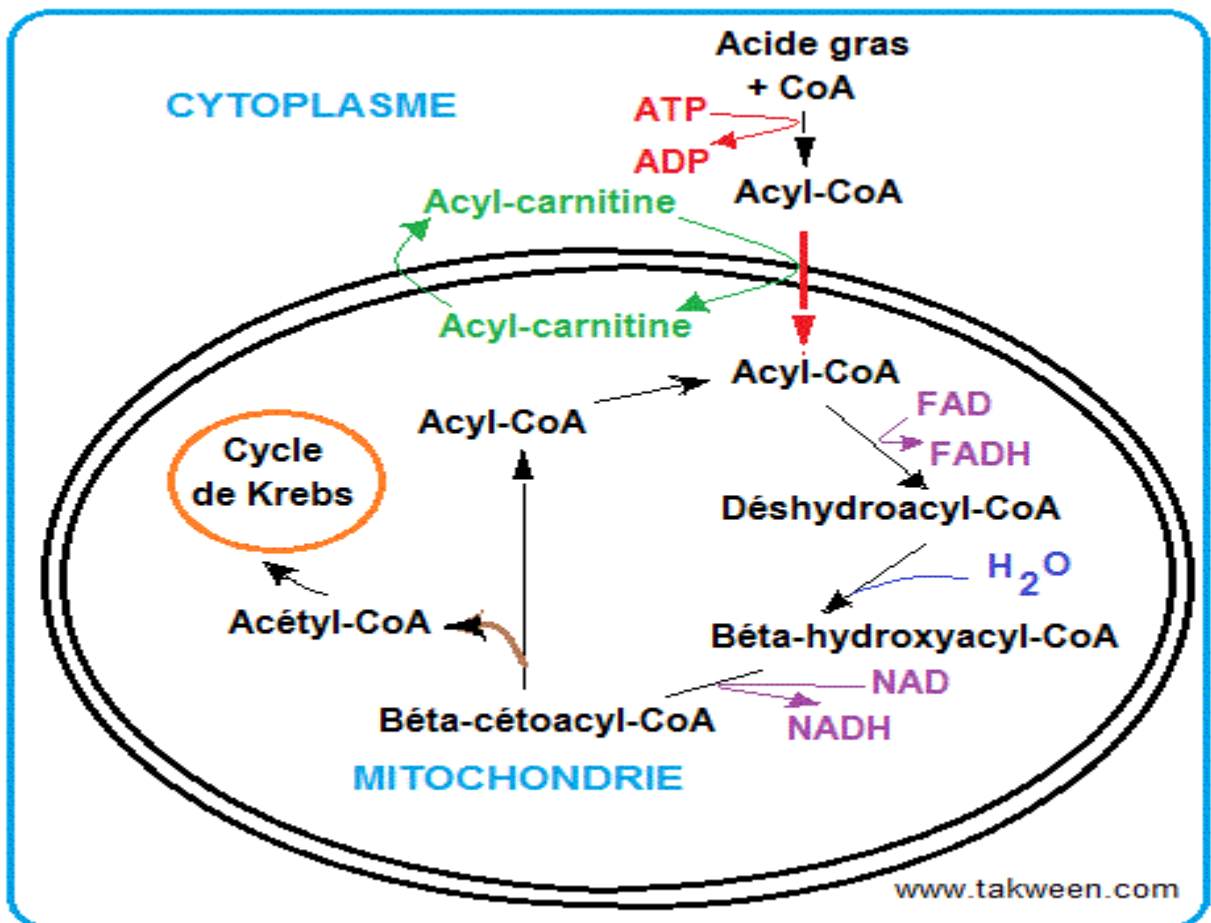 Acide gras
+ CoA
CYTOPLASME
ATP
ADP
Acyl-CoA
Acyl-carnitine
Acyl-carnitine
Acyl-CoA
Acyl-CoA
FAD
FADH
Cycle
de Krebs
Déshydroacyl-CoA
H₂O
Acétyl-CoA
Béta-hydroxyacyl-CoA
NAD
NADH
Béta-cétoacyl-CoA
MITOCHONDRIE
www.takween.com